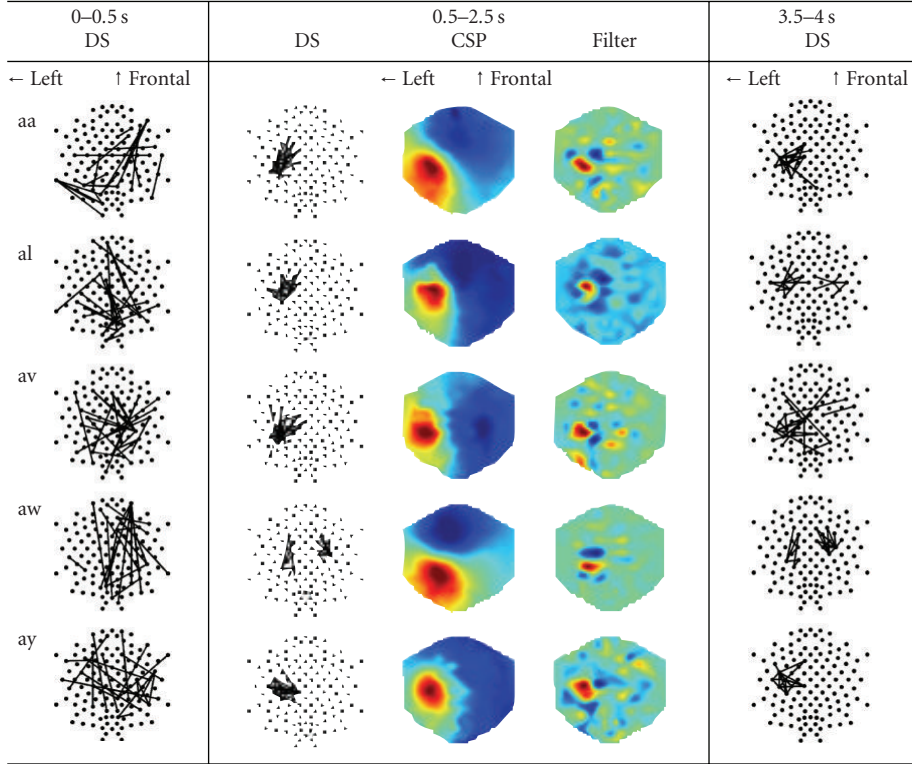 0–0.5 s 0.5–2.5 s 3.5–4 s
DS DS CSP Filter DS
← Left ↑ Frontal ← Left ↑ Frontal ← Left ↑ Frontal
aa
al
av
aw
ay